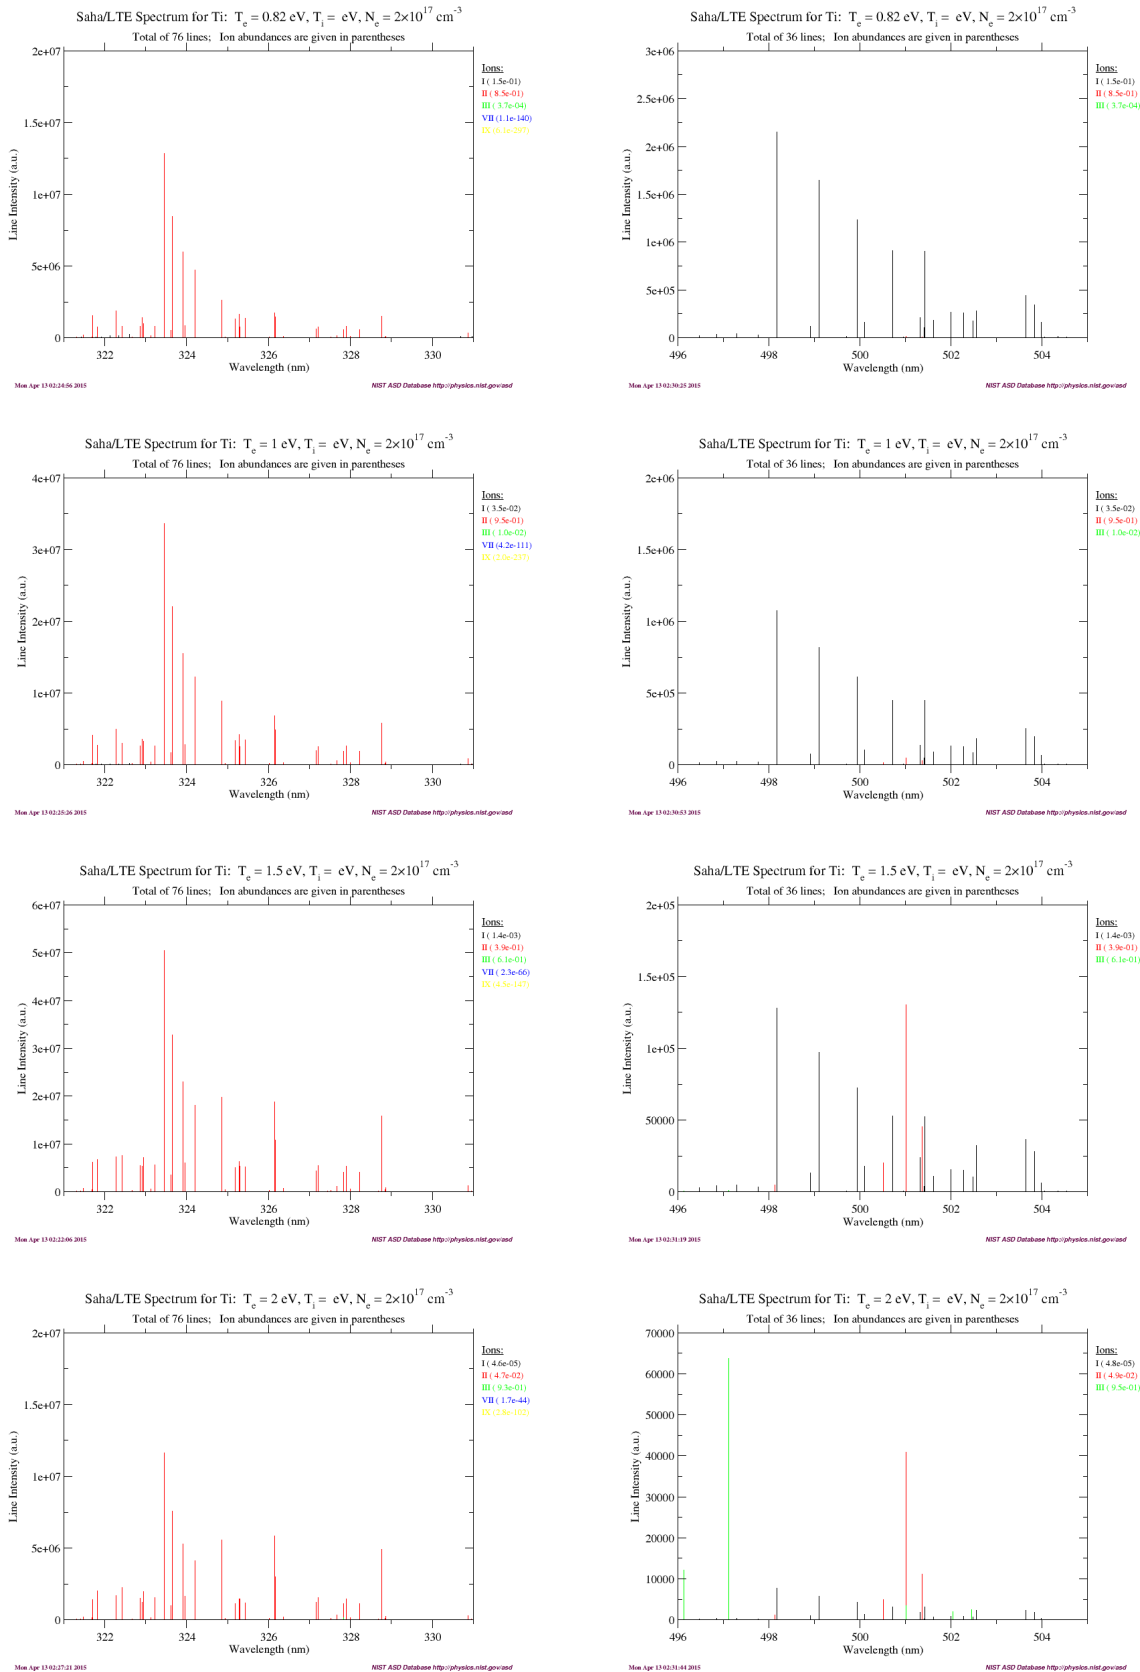 Saha/LTE Spectrum for Ti: Te = 0.82 eV, Ti = eV, Ne = 2×10^17 cm^-3
Total of 76 lines; Ion abundances are given in parentheses
2e+07
1.5e+07
1e+07
5e+06
0
Line Intensity (a.u.)
322 324 326 328 330
Wavelength (nm)
Ions:
I ( 1.5e-01)
II ( 8.5e-01)
III ( 3.7e-04)
VII (1.1e-140)
Mon Apr 13 02:24:56 2015
NIST ASD Database http://physics.nist.gov/asd
Saha/LTE Spectrum for Ti: Te = 0.82 eV, Ti = eV, Ne = 2×10^17 cm^-3
Total of 36 lines; Ion abundances are given in parentheses
3e+06
2.5e+06
2e+06
1.5e+06
1e+06
5e+05
0
Line Intensity (a.u.)
496 498 500 502 504
Wavelength (nm)
Ions:
I ( 1.5e-01)
II ( 8.5e-01)
III ( 3.7e-04)
Mon Apr 13 02:30:25 2015
NIST ASD Database http://physics.nist.gov/asd
Saha/LTE Spectrum for Ti: Te = 1 eV, Ti = eV, Ne = 2×10^17 cm^-3
Total of 76 lines; Ion abundances are given in parentheses
4e+07
3e+07
2e+07
1e+07
0
Line Intensity (a.u.)
322 324 326 328 330
Wavelength (nm)
Ions:
I ( 3.5e-02)
II ( 9.5e-01)
III ( 1.0e-02)
VII (4.2e-111)
Mon Apr 13 02:25:26 2015
NIST ASD Database http://physics.nist.gov/asd
Saha/LTE Spectrum for Ti: Te = 1 eV, Ti = eV, Ne = 2×10^17 cm^-3
Total of 36 lines; Ion abundances are given in parentheses
2e+06
1.5e+06
1e+06
5e+05
0
Line Intensity (a.u.)
496 498 500 502 504
Wavelength (nm)
Ions:
I ( 3.5e-02)
II ( 9.5e-01)
III ( 1.0e-02)
Mon Apr 13 02:30:53 2015
NIST ASD Database http://physics.nist.gov/asd
Saha/LTE Spectrum for Ti: Te = 1.5 eV, Ti = eV, Ne = 2×10^17 cm^-3
Total of 76 lines; Ion abundances are given in parentheses
6e+07
5e+07
4e+07
3e+07
2e+07
1e+07
0
Line Intensity (a.u.)
322 324 326 328 330
Wavelength (nm)
Ions:
I ( 1.4e-03)
II ( 3.9e-01)
III ( 6.1e-01)
VII ( 2.3e-66)
Mon Apr 13 02:22:06 2015
NIST ASD Database http://physics.nist.gov/asd
Saha/LTE Spectrum for Ti: Te = 1.5 eV, Ti = eV, Ne = 2×10^17 cm^-3
Total of 36 lines; Ion abundances are given in parentheses
2e+05
1.5e+05
1e+05
50000
0
Line Intensity (a.u.)
496 498 500 502 504
Wavelength (nm)
Ions:
I ( 1.4e-03)
II ( 3.9e-01)
III ( 6.1e-01)
Mon Apr 13 02:31:19 2015
NIST ASD Database http://physics.nist.gov/asd
Saha/LTE Spectrum for Ti: Te = 2 eV, Ti = eV, Ne = 2×10^17 cm^-3
Total of 76 lines; Ion abundances are given in parentheses
2e+07
1.5e+07
1e+07
5e+06
0
Line Intensity (a.u.)
322 324 326 328 330
Wavelength (nm)
Ions:
I ( 4.6e-05)
II ( 4.7e-02)
III ( 9.3e-01)
VII ( 1.7e-44)
Mon Apr 13 02:27:21 2015
NIST ASD Database http://physics.nist.gov/asd
Saha/LTE Spectrum for Ti: Te = 2 eV, Ti = eV, Ne = 2×10^17 cm^-3
Total of 36 lines; Ion abundances are given in parentheses
70000
60000
50000
40000
30000
20000
10000
0
Line Intensity (a.u.)
496 498 500 502 504
Wavelength (nm)
Ions:
I ( 4.8e-05)
II ( 4.9e-02)
III ( 9.5e-01)
Mon Apr 13 02:31:44 2015
NIST ASD Database http://physics.nist.gov/asd